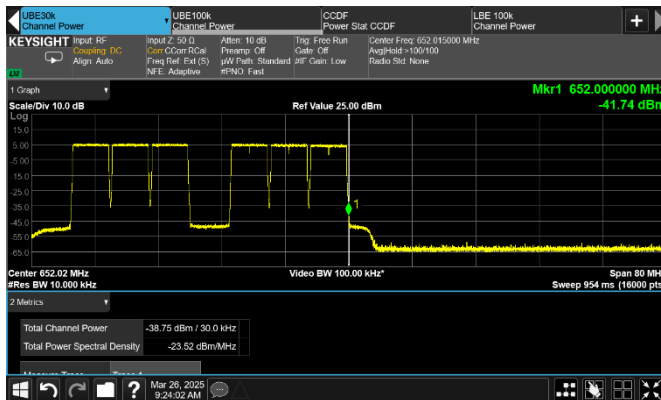 UBE30k UBE100k CCDF LBE 100k
Channel Power Channel Power Power Stat CCDF Channel Power
KEYSIGHT Input: RF Input Z: 50 Ω Atten: 10 dB Trig: Free Run Center Freq: 652.015000 MHz
Coupling: DC Corr CCorr RCal Preamp: Off Gate: Off Avg|Hold:>100/100
Align: Auto Freq Ref: Ext (S) µW Path: Standard #IF Gain: Low Radio Std: None
NFE: Adaptive #PNO: Fast
1 Graph Mkr1 652.000000 MHz
Scale/Div 10.0 dB Ref Value 25.00 dBm -41.74 dBm
Log
15.0
5.00
-5.00
-15.0
-25.0
-35.0
1
-45.0
-55.0
-65.0
Center 652.02 MHz Video BW 100.00 kHz* Span 80 MH
#Res BW 10.000 kHz Sweep 954 ms (16000 pts
2 Metrics
Total Channel Power -38.75 dBm / 30.0 kHz
Total Power Spectral Density -23.52 dBm/MHz
Mar 26, 2025
9:24:02 AM